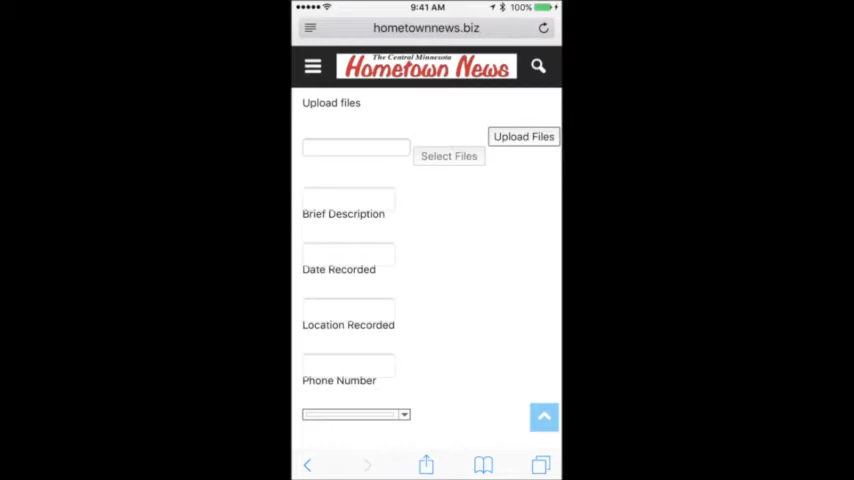 9:41 AM
100%
hometownnews.biz
The Central Minnesota
Hometown News
Upload files
Upload Files
Select Files
Brief Description
Date Recorded
Location Recorded
Phone Number